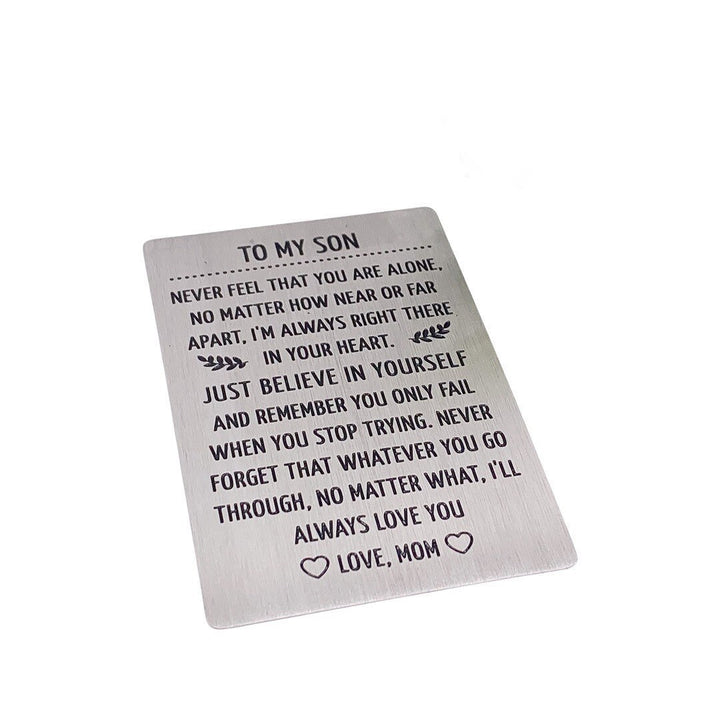 TO MY SON
NEVER FEEL THAT YOU ARE ALONE,
NO MATTER HOW NEAR OR FAR
APART, I'M ALWAYS RIGHT THERE
IN YOUR HEART.
JUST BELIEVE IN YOURSELF
AND REMEMBER YOU ONLY FAIL
WHEN YOU STOP TRYING. NEVER
FORGET THAT WHATEVER YOU GO
THROUGH, NO MATTER WHAT, I'LL
ALWAYS LOVE YOU
LOVE, MOM